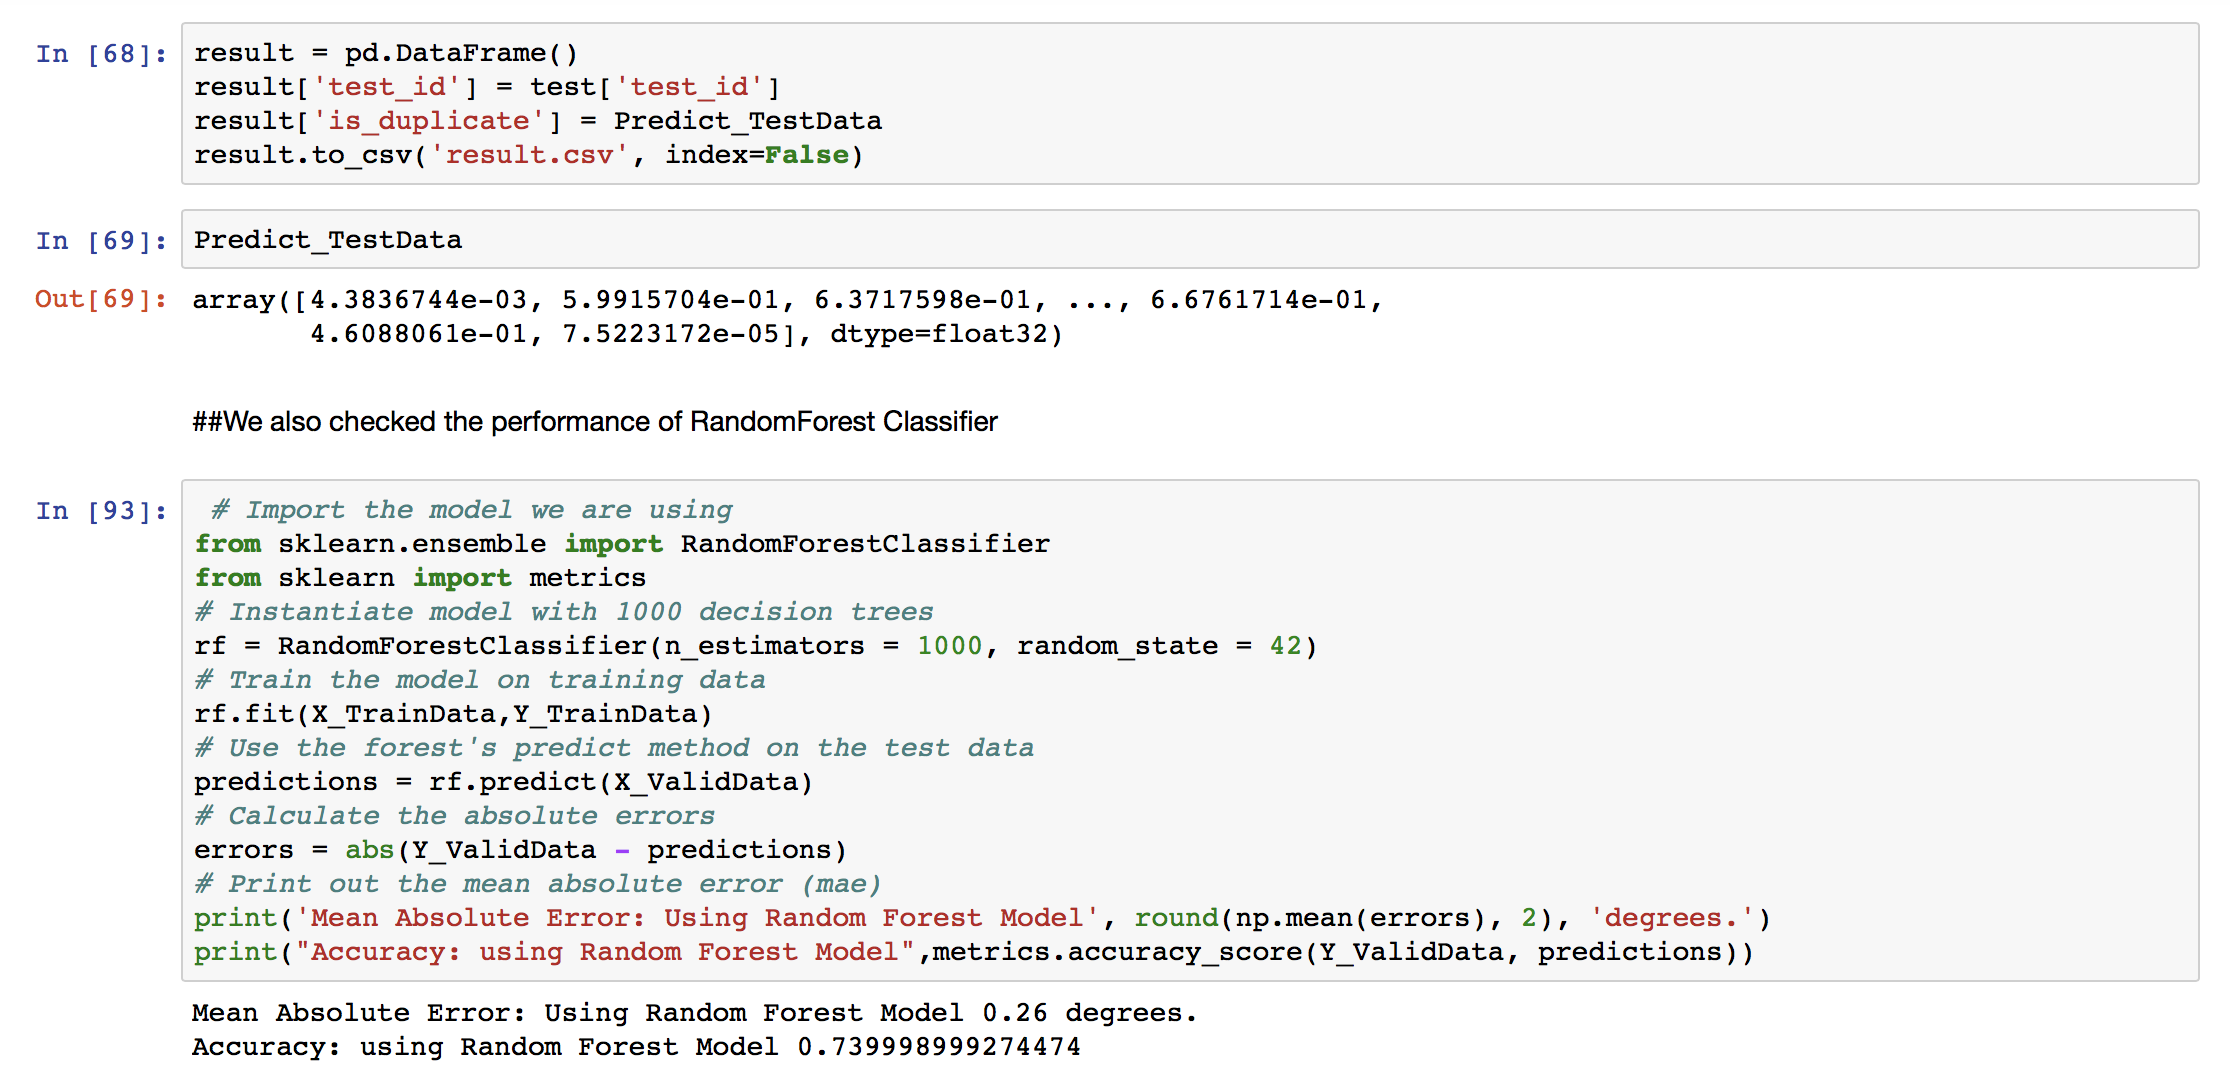 In [68]: result = pd.DataFrame()
result['test_id'] = test['test_id']
result['is_duplicate'] = Predict_TestData
result.to_csv('result.csv', index=False)
In [69]: Predict_TestData
Out[69]: array([4.3836744e-03, 5.9915704e-01, 6.3717598e-01, ..., 6.6761714e-01,
4.6088061e-01, 7.5223172e-05], dtype=float32)
##We also checked the performance of RandomForest Classifier
In [93]: # Import the model we are using
from sklearn.ensemble import RandomForestClassifier
from sklearn import metrics
# Instantiate model with 1000 decision trees
rf = RandomForestClassifier(n_estimators = 1000, random_state = 42)
# Train the model on training data
rf.fit(X_TrainData,Y_TrainData)
# Use the forest's predict method on the test data
predictions = rf.predict(X_ValidData)
# Calculate the absolute errors
errors = abs(Y_ValidData - predictions)
# Print out the mean absolute error (mae)
print('Mean Absolute Error: Using Random Forest Model', round(np.mean(errors), 2), 'degrees.')
print("Accuracy: using Random Forest Model",metrics.accuracy_score(Y_ValidData, predictions))
Mean Absolute Error: Using Random Forest Model 0.26 degrees.
Accuracy: using Random Forest Model 0.739998999274474